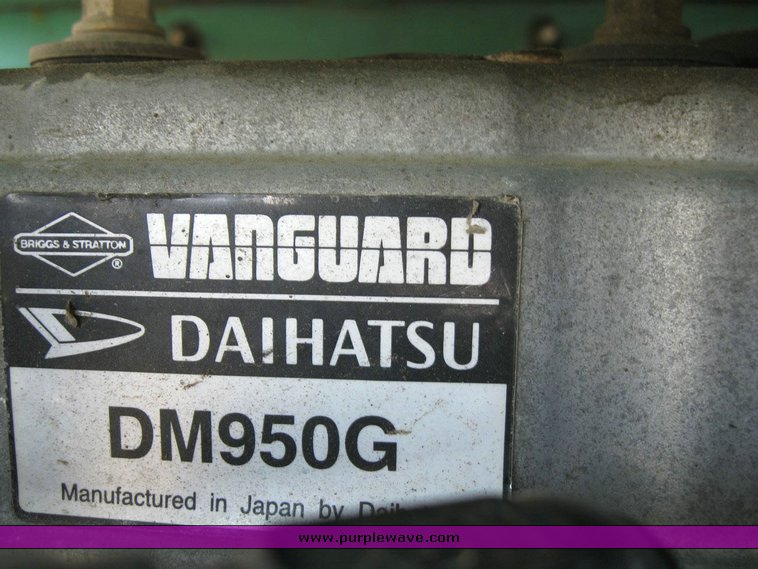 BRIGGS & STRATTON ®
VANGUARD
DAIHATSU
DM950G
Manufactured in Japan by
www.purplewave.com